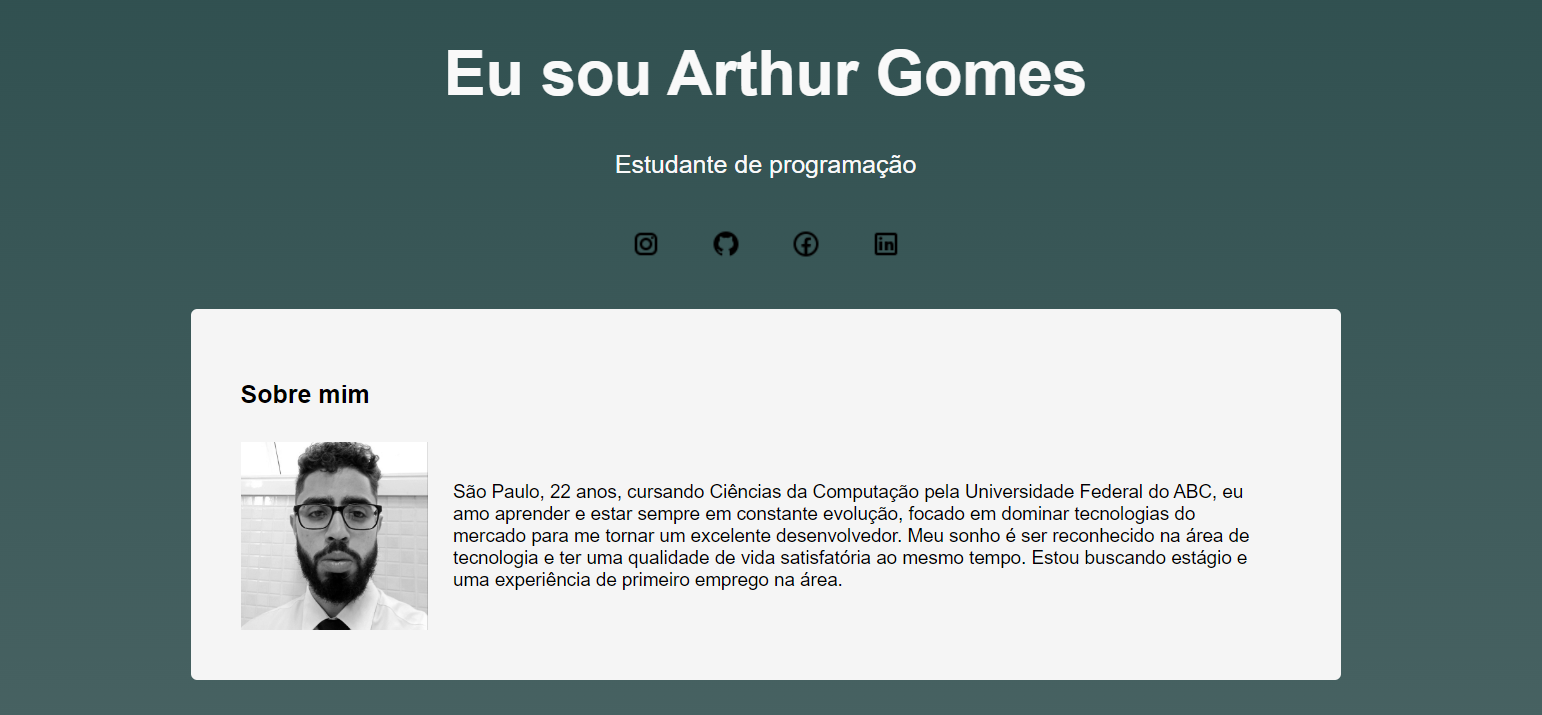 Eu sou Arthur Gomes
Estudante de programação
Sobre mim
São Paulo, 22 anos, cursando Ciências da Computação pela Universidade Federal do ABC, eu
amo aprender e estar sempre em constante evolução, focado em dominar tecnologias do
mercado para me tornar um excelente desenvolvedor. Meu sonho é ser reconhecido na área de
tecnologia e ter uma qualidade de vida satisfatória ao mesmo tempo. Estou buscando estágio e
uma experiência de primeiro emprego na área.